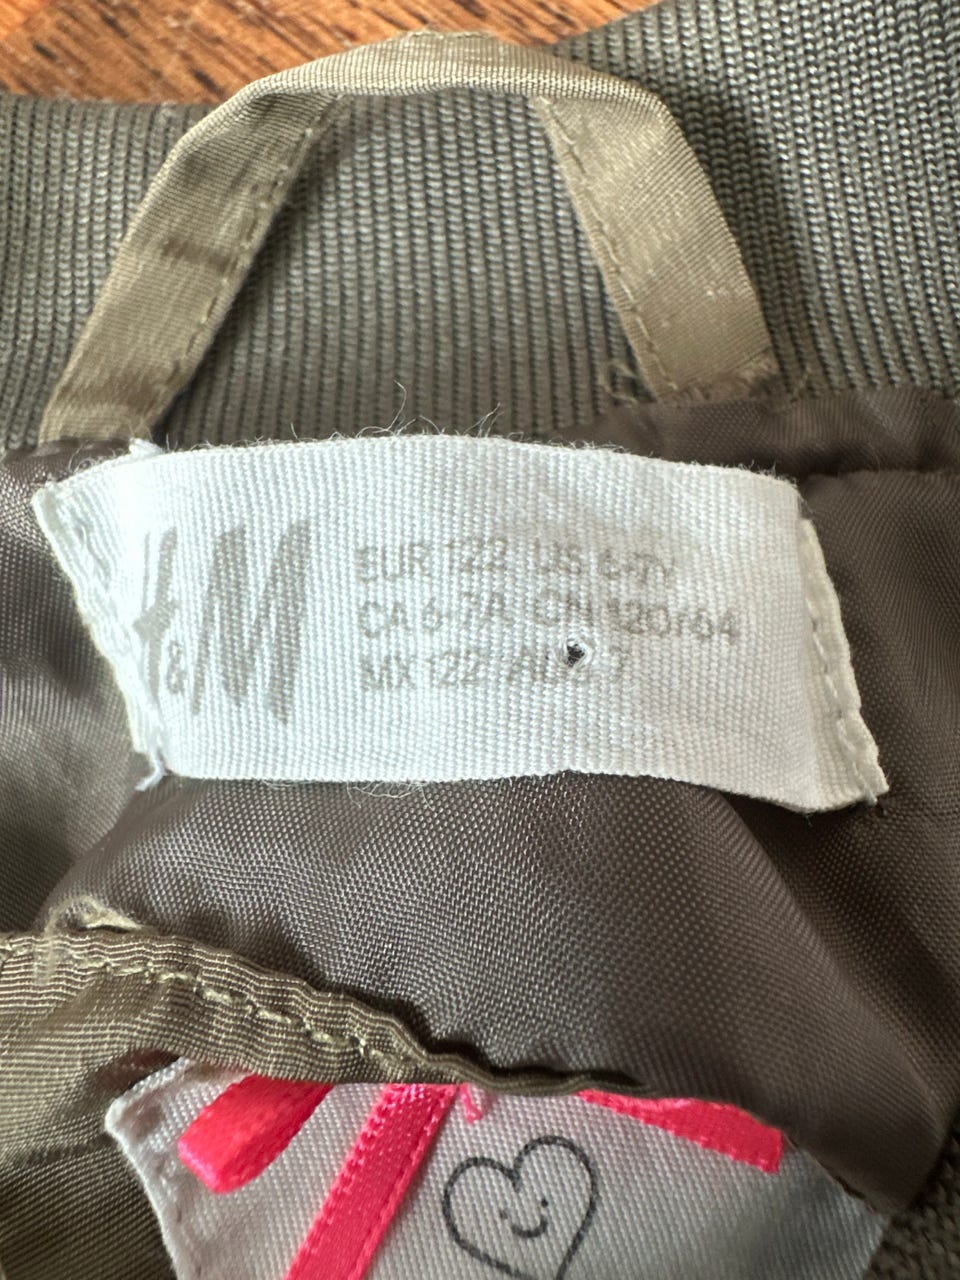 H&M
EUR 122 US 6-7Y
CA 6-7A CN 120/64
MX 122 AU 7